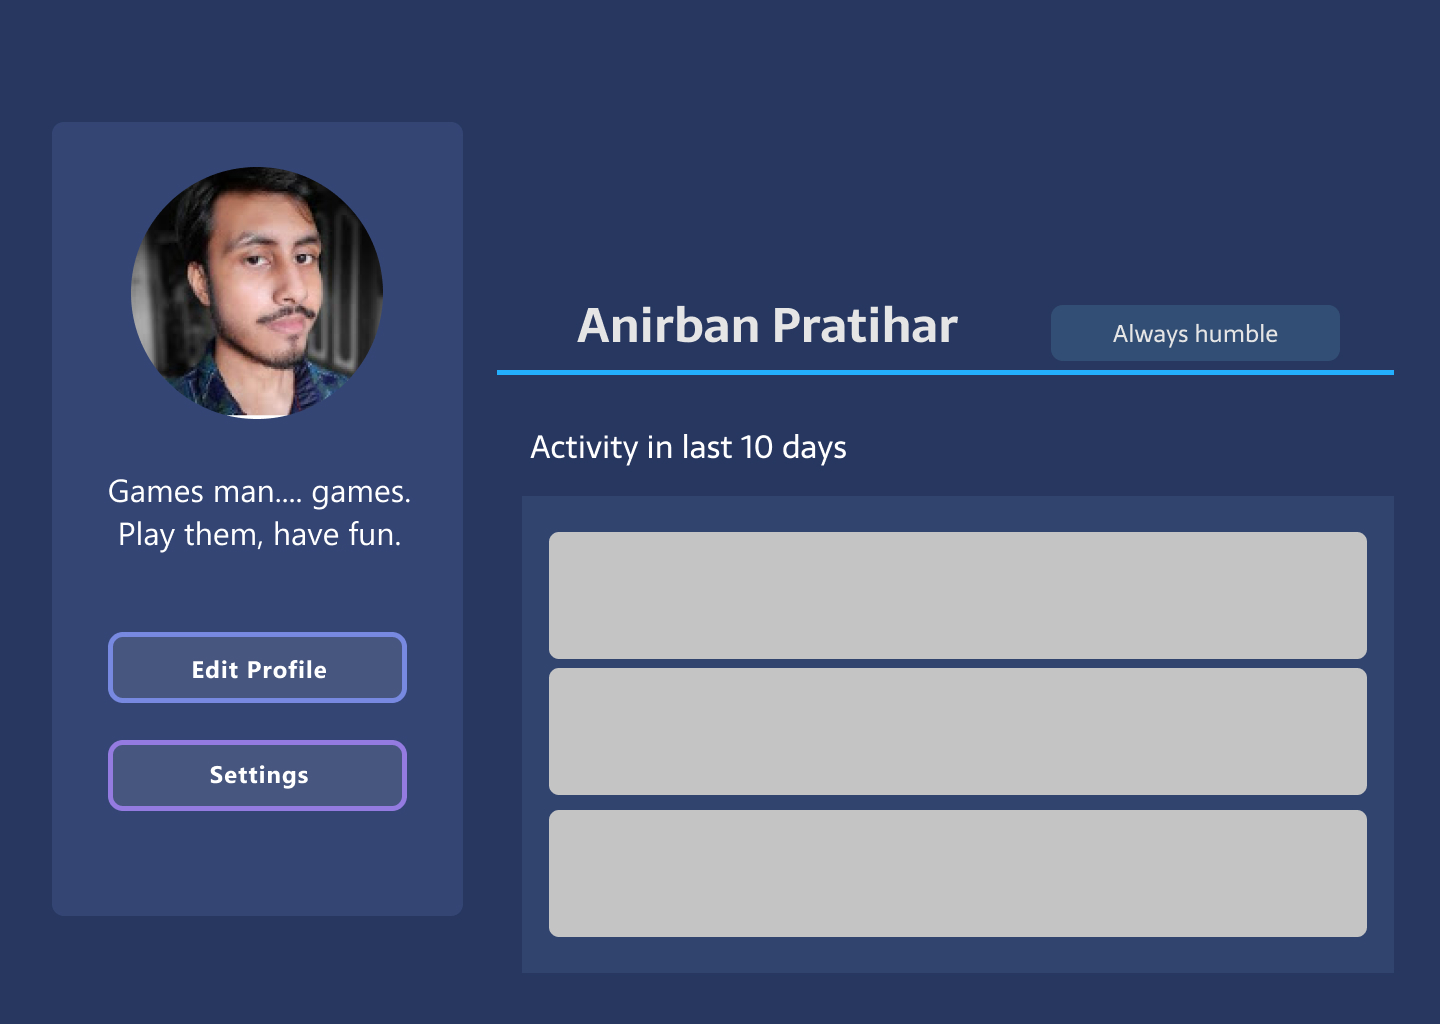 Games man.... games.
Play them, have fun.
Edit Profile
Settings
Anirban Pratihar
Always humble
Activity in last 10 days